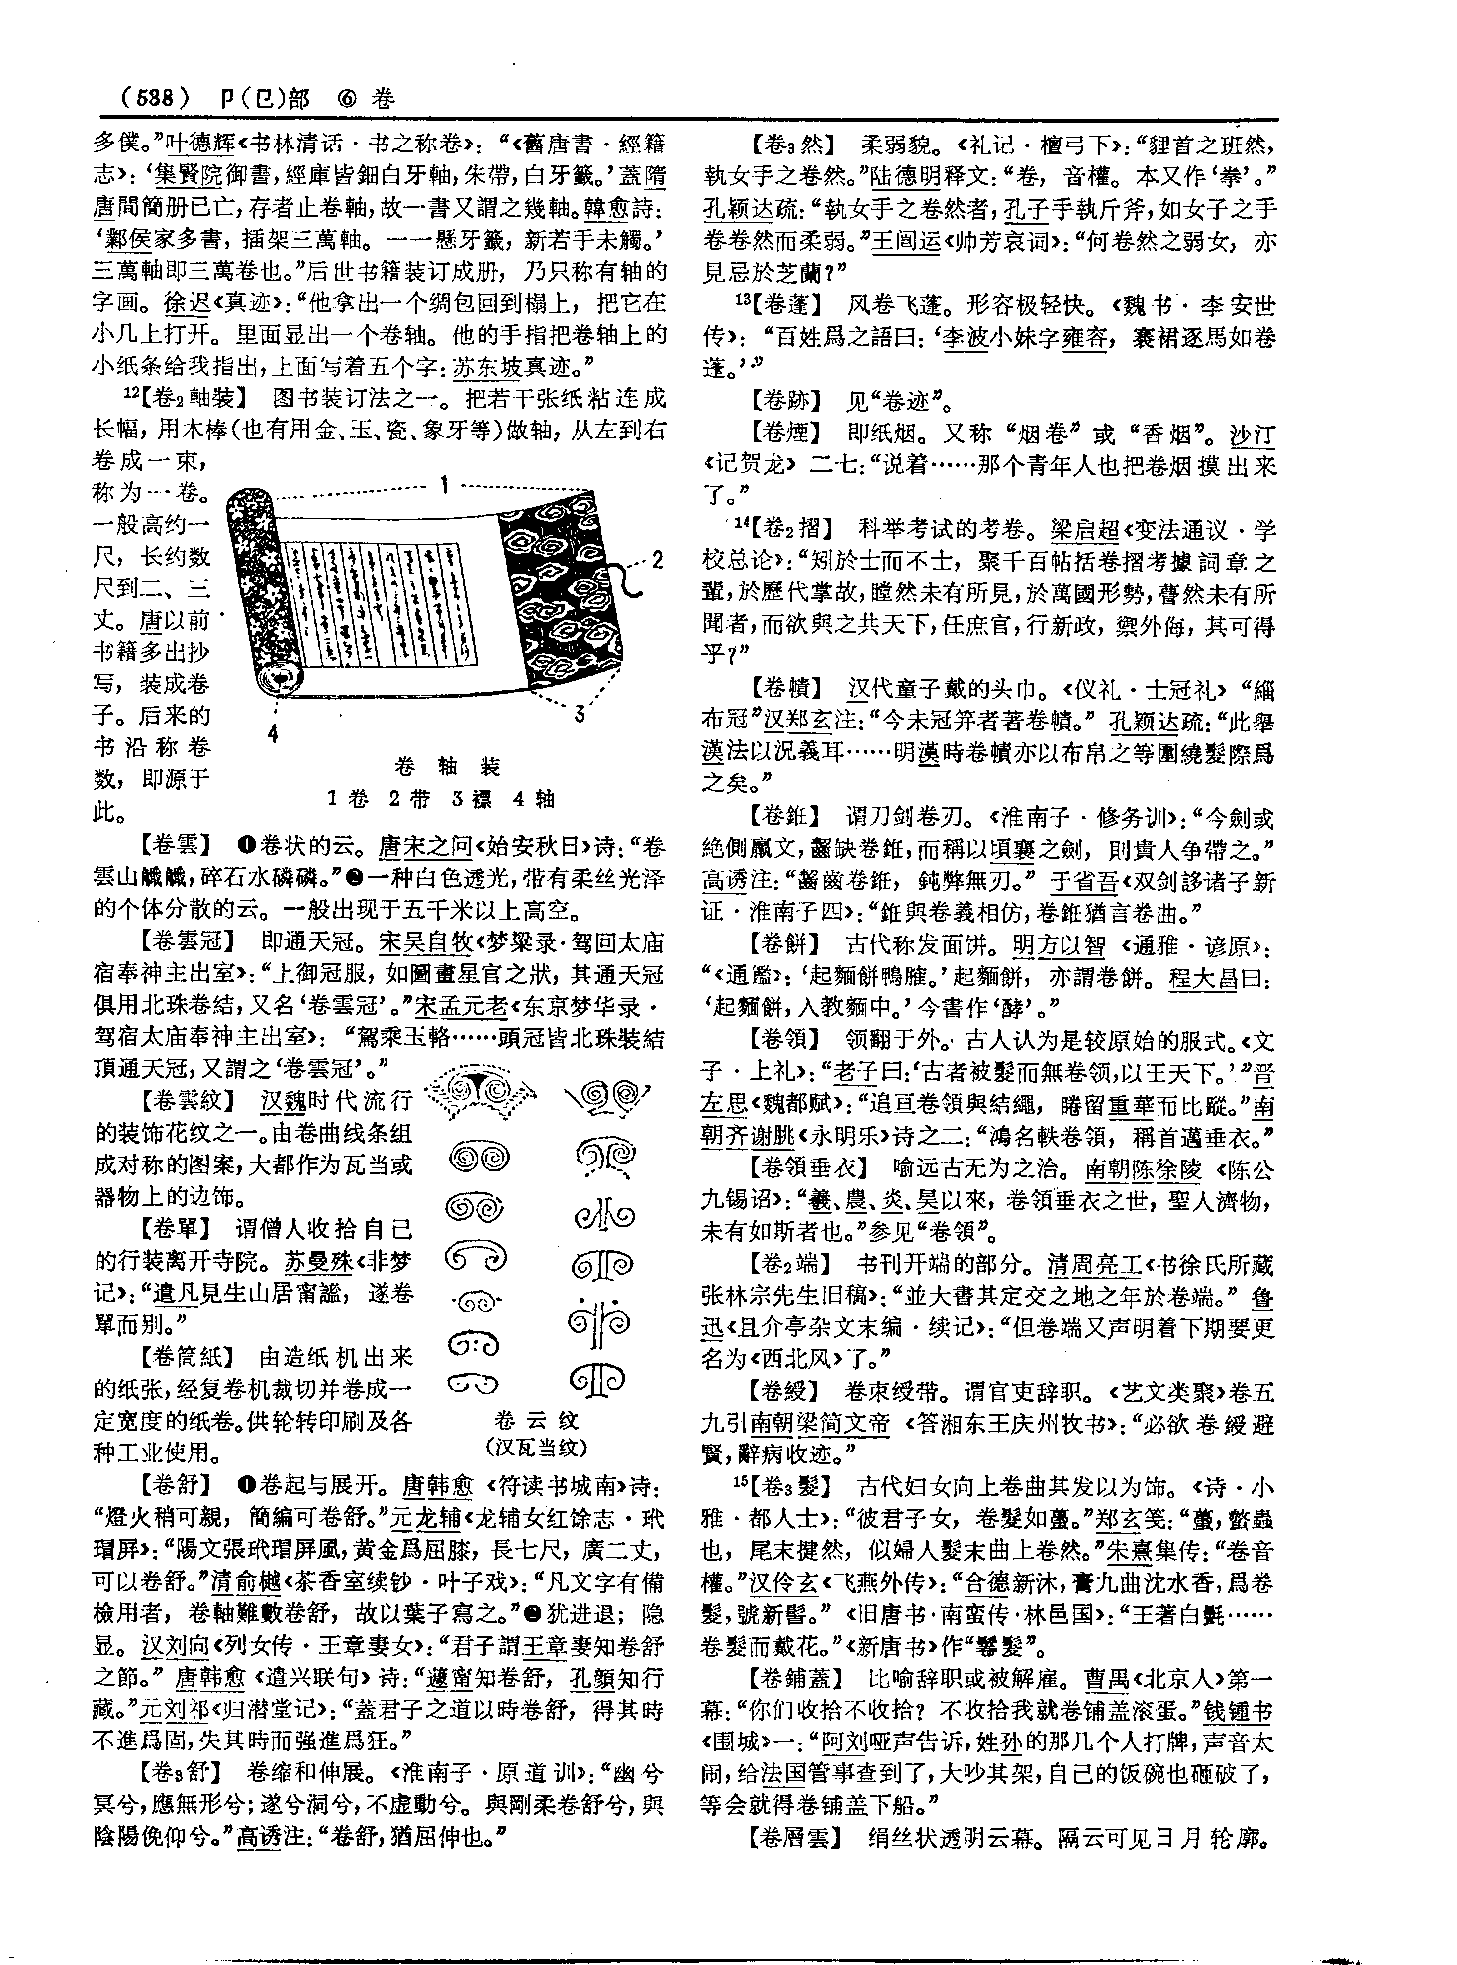 (538) 卩(㔾)部 ⑥ 卷
多僕。”叶德辉《书林清话·书之称卷》：“《舊唐書·經籍
志》：‘集賢院御書，經庫皆鈿白牙軸，朱帶，白牙籤。’蓋隋
唐間簡册已亡，存者止卷軸，故一書又謂之幾軸。韓愈詩：
‘鄴侯家多書，插架三萬軸。一一懸牙籤，新若手未觸。’
三萬軸即三萬卷也。”后世书籍装订成册，乃只称有轴的
字画。徐迟《真迹》：“他拿出一个绸包回到榻上，把它在
小几上打开。里面显出一个卷轴。他的手指把卷轴上的
小纸条给我指出，上面写着五个字：苏东坡真迹。”
12【卷2軸裝】 图书装订法之一。把若干张纸粘连成
长幅，用木棒(也有用金、玉、瓷、象牙等)做轴，从左到右
卷成一束，
称为一卷。
一般高约一
尺，长约数
尺到二、三
丈。唐以前
书籍多出抄
写，装成卷
子。后来的
书沿称卷
数，即源于
此。
1
2
3
4
卷轴装
1卷 2带 3褾 4轴
【卷雲】 ❶卷状的云。唐宋之问《始安秋日》诗：“卷
雲山𪩘𪩘，碎石水磷磷。”❷一种白色透光，带有柔丝光泽
的个体分散的云。一般出现于五千米以上高空。
【卷雲冠】 即通天冠。宋吴自牧《梦粱录·驾回太庙
宿奉神主出室》：“上御冠服，如圖畫星官之狀，其通天冠
俱用北珠卷結，又名‘卷雲冠’。”宋孟元老《东京梦华录·
驾宿太庙奉神主出室》：“駕乘玉輅……頭冠皆北珠裝結
頂通天冠，又謂之‘卷雲冠’。”
【卷雲紋】 汉魏时代流行
的装饰花纹之一。由卷曲线条组
成对称的图案，大都作为瓦当或
器物上的边饰。
【卷單】 谓僧人收拾自己
的行装离开寺院。苏曼殊《非梦
记》：“遣凡見生山居甯謐，遂卷
單而别。”
【卷筒紙】 由造纸机出来
的纸张，经复卷机裁切并卷成一
定宽度的纸卷。供轮转印刷及各
种工业使用。
卷云纹
(汉瓦当纹)
【卷舒】 ❶卷起与展开。唐韩愈《符读书城南》诗：
“燈火稍可親，簡編可卷舒。”元龙辅《龙辅女红馀志·玳
瑁屏》：“陽文張玳瑁屏風，黄金爲屈膝，長七尺，廣二丈，
可以卷舒。”清俞樾《茶香室续钞·叶子戏》：“凡文字有備
檢用者，卷軸難數卷舒，故以葉子寫之。”❷犹进退；隐
显。汉刘向《列女传·王章妻女》：“君子謂王章妻知卷舒
之節。”唐韩愈《遣兴联句》诗：“蘧甯知卷舒，孔顏知行
藏。”元刘祁《归潜堂记》：“蓋君子之道以時卷舒，得其時
不進爲固，失其時而强進爲狂。”
【卷3舒】 卷缩和伸展。《淮南子·原道训》：“幽兮
冥兮，應無形兮；遂兮洞兮，不虚動兮。與剛柔卷舒兮，與
陰陽俛仰兮。”高诱注：“卷舒，猶屈伸也。”
【卷3然】 柔弱貌。《礼记·檀弓下》：“貍首之班然，
執女手之卷然。”陆德明释文：“卷，音權。本又作‘拳’。”
孔颖达疏：“執女手之卷然者，孔子手執斤斧，如女子之手
卷卷然而柔弱。”王闿运《帅芳哀词》：“何卷然之弱女，亦
見忌於芝蘭？”
13【卷蓬】 风卷飞蓬。形容极轻快。《魏书·李安世
传》：“百姓爲之語曰：‘李波小妹字雍容，褰裙逐馬如卷
蓬。’”
【卷跡】 见“卷迹”。
【卷煙】 即纸烟。又称“烟卷”或“香烟”。沙汀
《记贺龙》二七：“说着……那个青年人也把卷烟摸出来
了。”
14【卷2摺】 科举考试的考卷。梁启超《变法通议·学
校总论》：“矧於士而不士，聚千百帖括卷摺考據詞章之
輩，於歷代掌故，瞠然未有所見，於萬國形勢，瞢然未有所
聞者，而欲與之共天下，任庶官，行新政，禦外侮，其可得
乎？”
【卷幘】 汉代童子戴的头巾。《仪礼·士冠礼》“緇
布冠”汉郑玄注：“今未冠笄者著卷幘。”孔颖达疏：“此舉
漢法以況義耳……明漢時卷幘亦以布帛之等圍繞髮際爲
之矣。”
【卷銋】 谓刀剑卷刃。《淮南子·修务训》：“今劍或
絶側羸文，齧缺卷銋，而稱以頃襄之劍，則貴人争帶之。”
高诱注：“齧齒卷銋，鈍弊無刃。”于省吾《双剑誃诸子新
证·淮南子四》：“銋與卷義相仿，卷銋猶言卷曲。”
【卷餅】 古代称发面饼。明方以智《通雅·谚原》：
“《通鑑》：‘起麵餅鴨臛。’起麵餅，亦謂卷餅。程大昌曰：
‘起麵餅，入教麵中。’今書作‘酵’。”
【卷領】 领翻于外。古人认为是较原始的服式。《文
子·上礼》：“老子曰：‘古者被髮而無卷领，以王天下。’”晋
左思《魏都赋》：“追亘卷領與結繩，睠留重華而比蹤。”南
朝齐谢朓《永明乐》诗之二：“鴻名軼卷領，稱首邁垂衣。”
【卷領垂衣】 喻远古无为之治。南朝陈徐陵《陈公
九锡诏》：“羲、農、炎、昊以來，卷領垂衣之世，聖人濟物，
未有如斯者也。”参见“卷領”。
【卷2端】 书刊开端的部分。清周亮工《书徐氏所藏
张林宗先生旧稿》：“並大書其定交之地之年於卷端。”鲁
迅《且介亭杂文末编·续记》：“但卷端又声明着下期要更
名为《西北风》了。”
【卷綬】 卷束绶带。谓官吏辞职。《艺文类聚》卷五
九引南朝梁简文帝《答湘东王庆州牧书》：“必欲卷綬避
賢，辭病收迹。”
15【卷3髮】 古代妇女向上卷曲其发以为饰。《诗·小
雅·都人士》：“彼君子女，卷髮如蠆。”郑玄笺：“蠆，螫蟲
也，尾末揵然，似婦人髮末曲上卷然。”朱熹集传：“卷音
權。”汉伶玄《飞燕外传》：“合德新沐，膏九曲沈水香，爲卷
髮，號新髻。”《旧唐书·南蛮传·林邑国》：“王著白氎……
卷髮而戴花。”《新唐书》作“鬈髮”。
【卷鋪蓋】 比喻辞职或被解雇。曹禺《北京人》第一
幕：“你们收拾不收拾？不收拾我就卷铺盖滚蛋。”钱锺书
《围城》一：“阿刘哑声告诉，姓孙的那几个人打牌，声音太
闹，给法国管事查到了，大吵其架，自己的饭碗也砸破了，
等会就得卷铺盖下船。”
【卷層雲】 绢丝状透明云幕。隔云可见日月轮廓。